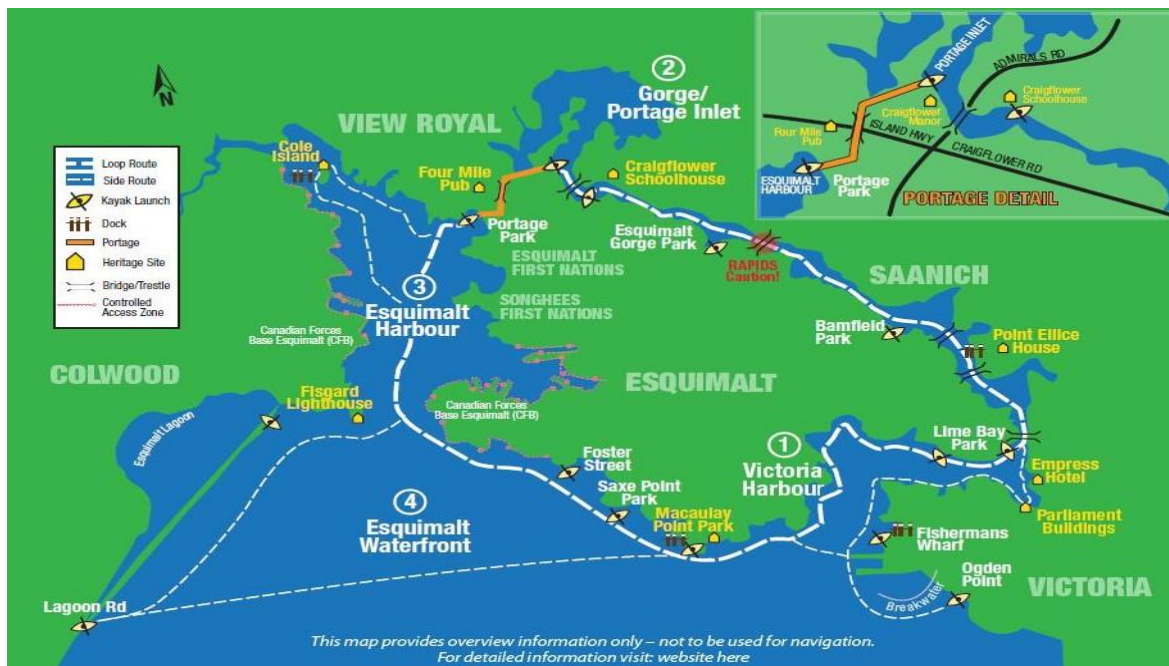 N
Loop Route
Side Route
Kayak Launch
Dock
Portage
Heritage Site
Bridge/Trestle
Controlled
Access Zone
VIEW ROYAL
2
Gorge/
Portage Inlet
Cole
Island
Four Mile
Pub
Craigflower
Schoolhouse
Portage
Park
Esquimalt
Gorge Park
RAPIDS
Caution!
ESQUIMALT
FIRST NATIONS
SONGHEES
FIRST NATIONS
SAANICH
3
Esquimalt
Harbour
Canadian Forces
Base Esquimalt (CFB)
COLWOOD
Bamfield
Park
Point Ellice
House
ESQUIMALT
Fisgard
Lighthouse
Esquimalt Lagoon
Canadian Forces
Base Esquimalt (CFB)
Lime Bay
Park
1
Victoria
Harbour
Foster
Street
Empress
Hotel
Saxe Point
Park
4
Esquimalt
Waterfront
Macaulay
Point Park
Parliament
Buildings
Fishermans
Wharf
Ogden
Point
VICTORIA
Breakwater
Lagoon Rd
This map provides overview information only – not to be used for navigation.
For detailed information visit: website here
PORTAGE INLET
ADMIRALS RD
Craigflower
Schoolhouse
Craigflower
Manor
Four Mile
Pub
ISLAND HWY
CRAIGFLOWER RD
ESQUIMALT
HARBOUR
Portage
Park
PORTAGE DETAIL